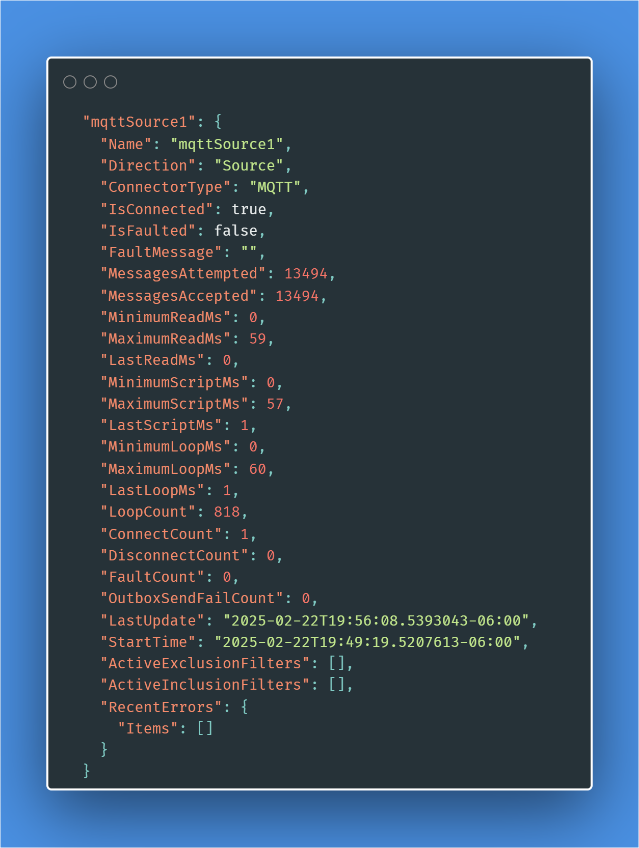 "mqttSource1": {
"Name": "mqttSource1",
"Direction": "Source",
"ConnectorType": "MQTT",
"IsConnected": true,
"IsFaulted": false,
"FaultMessage": "",
"MessagesAttempted": 13494,
"MessagesAccepted": 13494,
"MinimumReadMs": 0,
"MaximumReadMs": 59,
"LastReadMs": 0,
"MinimumScriptMs": 0,
"MaximumScriptMs": 57,
"LastScriptMs": 1,
"MinimumLoopMs": 0,
"MaximumLoopMs": 60,
"LastLoopMs": 1,
"LoopCount": 818,
"ConnectCount": 1,
"DisconnectCount": 0,
"FaultCount": 0,
"OutboxSendFailCount": 0,
"LastUpdate": "2025-02-22T19:56:08.5393043-06:00",
"StartTime": "2025-02-22T19:49:19.5207613-06:00",
"ActiveExclusionFilters": [],
"ActiveInclusionFilters": [],
"RecentErrors": {
"Items": []
}
}